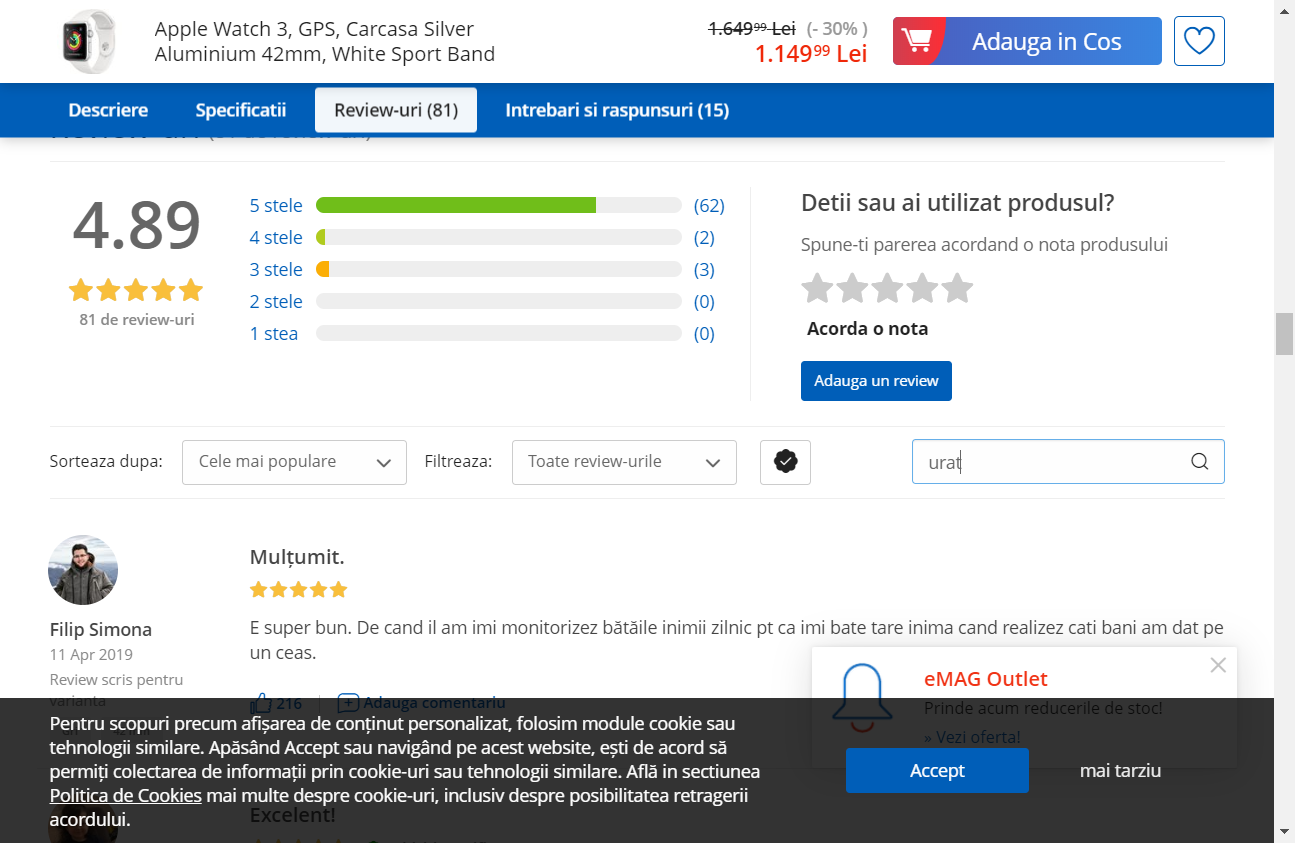 Apple Watch 3, GPS, Carcasa Silver
Aluminium 42mm, White Sport Band
1.649⁹⁹ Lei (- 30% )
1.149⁹⁹ Lei
Adauga in Cos
Descriere
Specificatii
Review-uri (81)
Intrebari si raspunsuri (15)
4.89
81 de review-uri
5 stele (62)
4 stele (2)
3 stele (3)
2 stele (0)
1 stea (0)
Detii sau ai utilizat produsul?
Spune-ti parerea acordand o nota produsului
Acorda o nota
Adauga un review
Sorteaza dupa:
Cele mai populare
Filtreaza:
Toate review-urile
urat
Filip Simona
11 Apr 2019
Review scris pentru
varianta
Mulțumit.
E super bun. De cand il am imi monitorizez bătăile inimii zilnic pt ca imi bate tare inima cand realizez cati bani am dat pe
un ceas.
216
Adauga comentariu
eMAG Outlet
Prinde acum reducerile de stoc!
» Vezi oferta!
Pentru scopuri precum afișarea de conținut personalizat, folosim module cookie sau
tehnologii similare. Apăsând Accept sau navigând pe acest website, ești de acord să
permiți colectarea de informații prin cookie-uri sau tehnologii similare. Află in sectiunea
Politica de Cookies mai multe despre cookie-uri, inclusiv despre posibilitatea retragerii
acordului.
Accept
mai tarziu
Excelent!